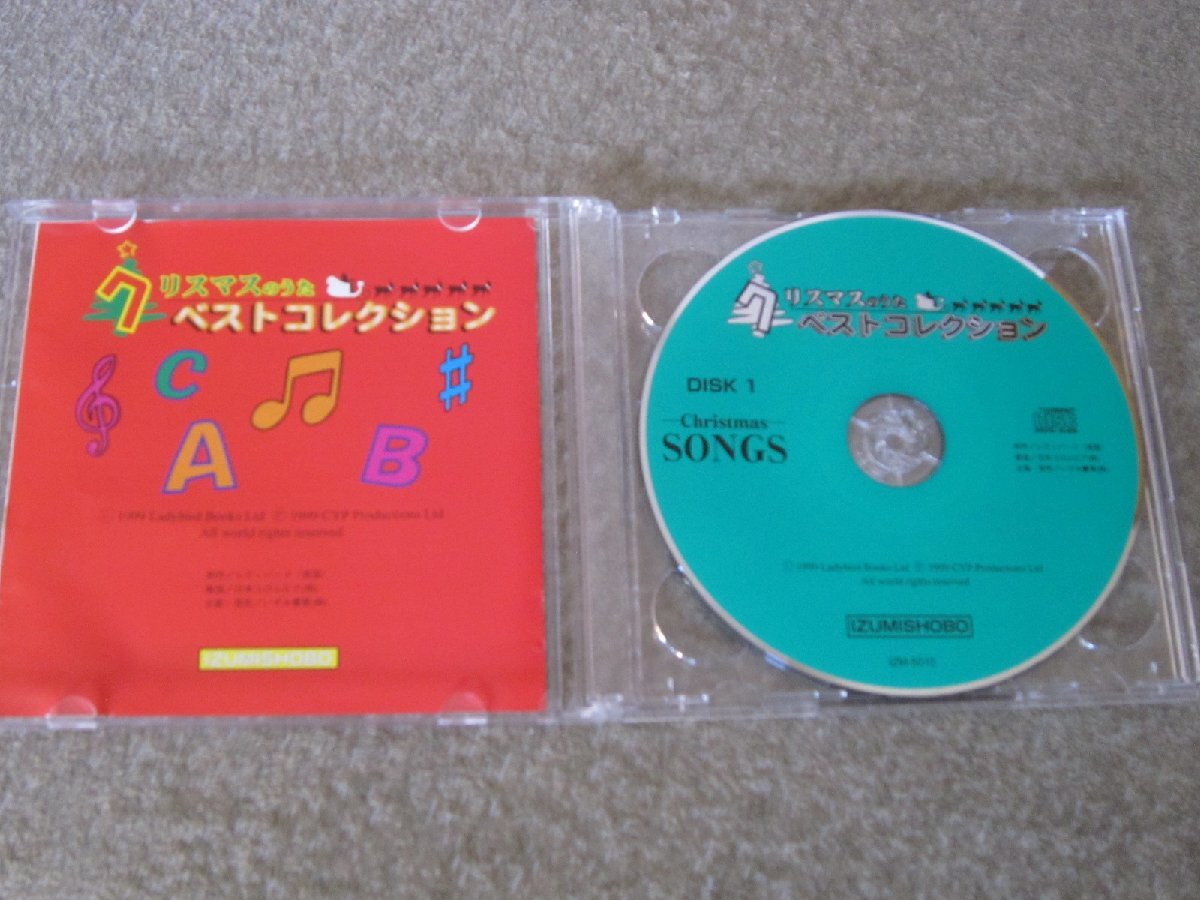 クリスマスのうた
ベストコレクション
C
A
B
© 1999 Ladybird Books Ltd ℗ 1999 CYP Productions Ltd
All world rights reserved
IZUMISHOBO
クリスマスのうた
ベストコレクション
DISK 1
Christmas
SONGS
© 1999 Ladybird Books Ltd ℗ 1999 CYP Productions Ltd
All world rights reserved
IZUMISHOBO